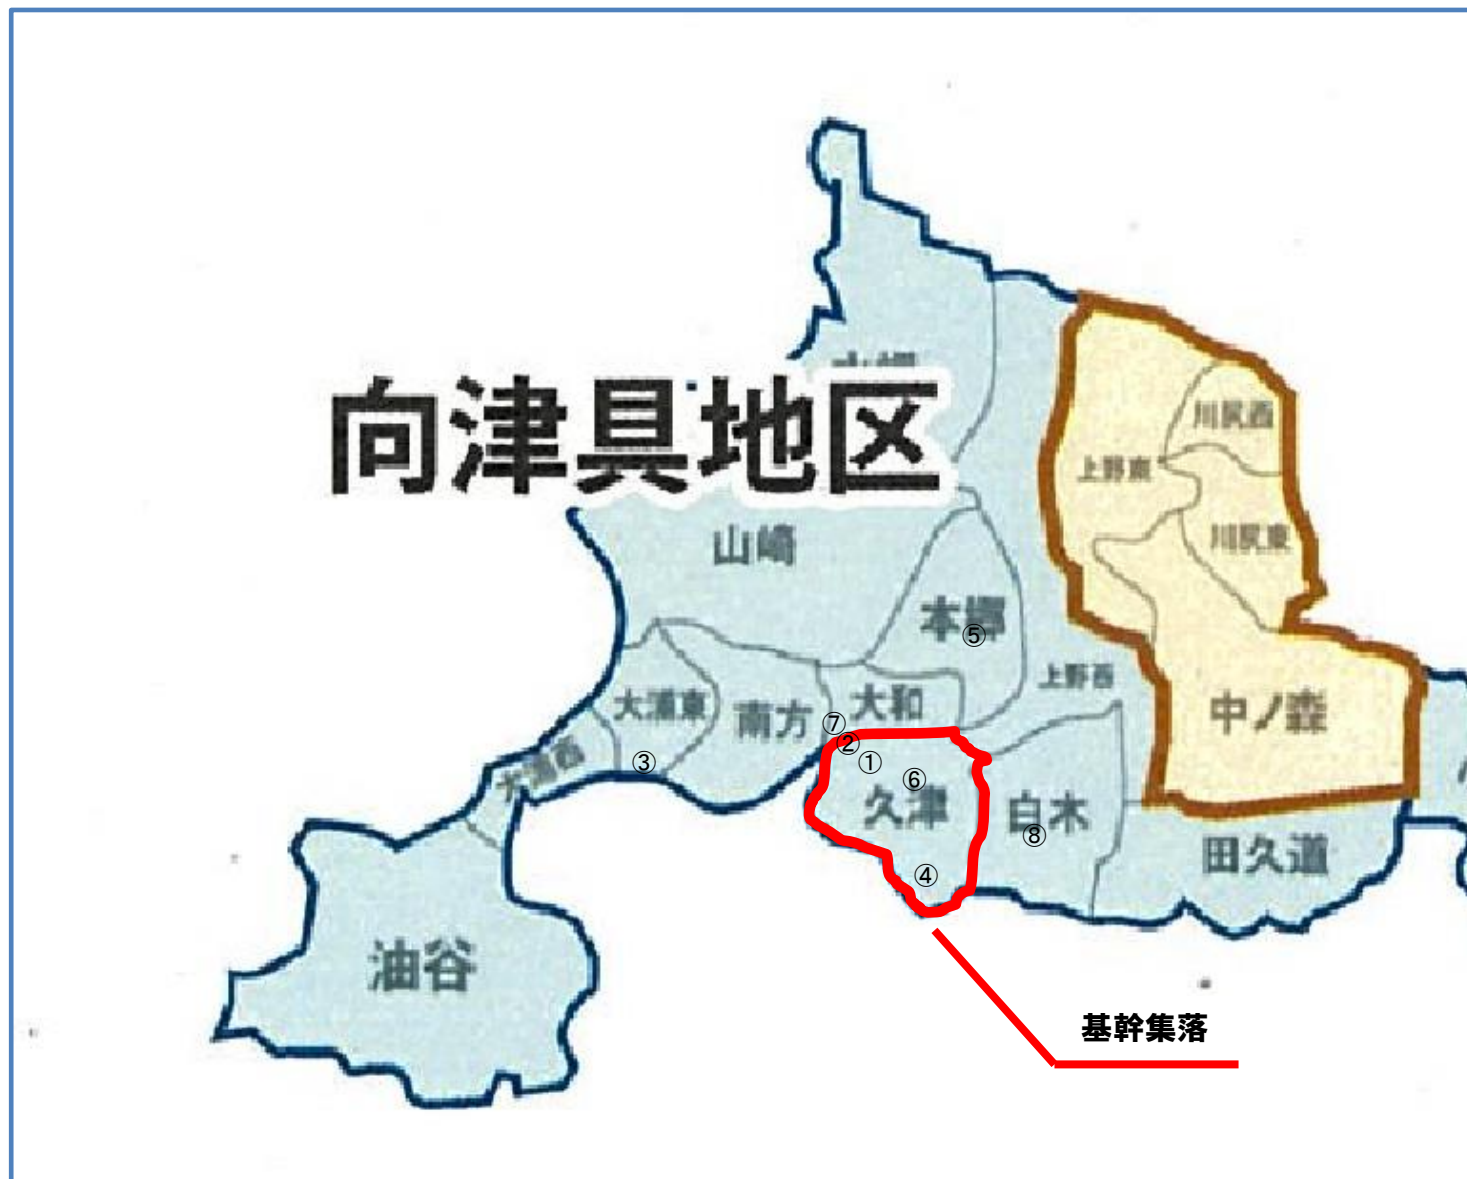 向津具地区
川尻西
上野東
川尻東
山崎
本郷
⑤
上野西
大浦東
南方
大和
中ノ森
⑦
②
①
③
大浦西
⑥
久津
白木
⑧
田久道
④
油谷
基幹集落